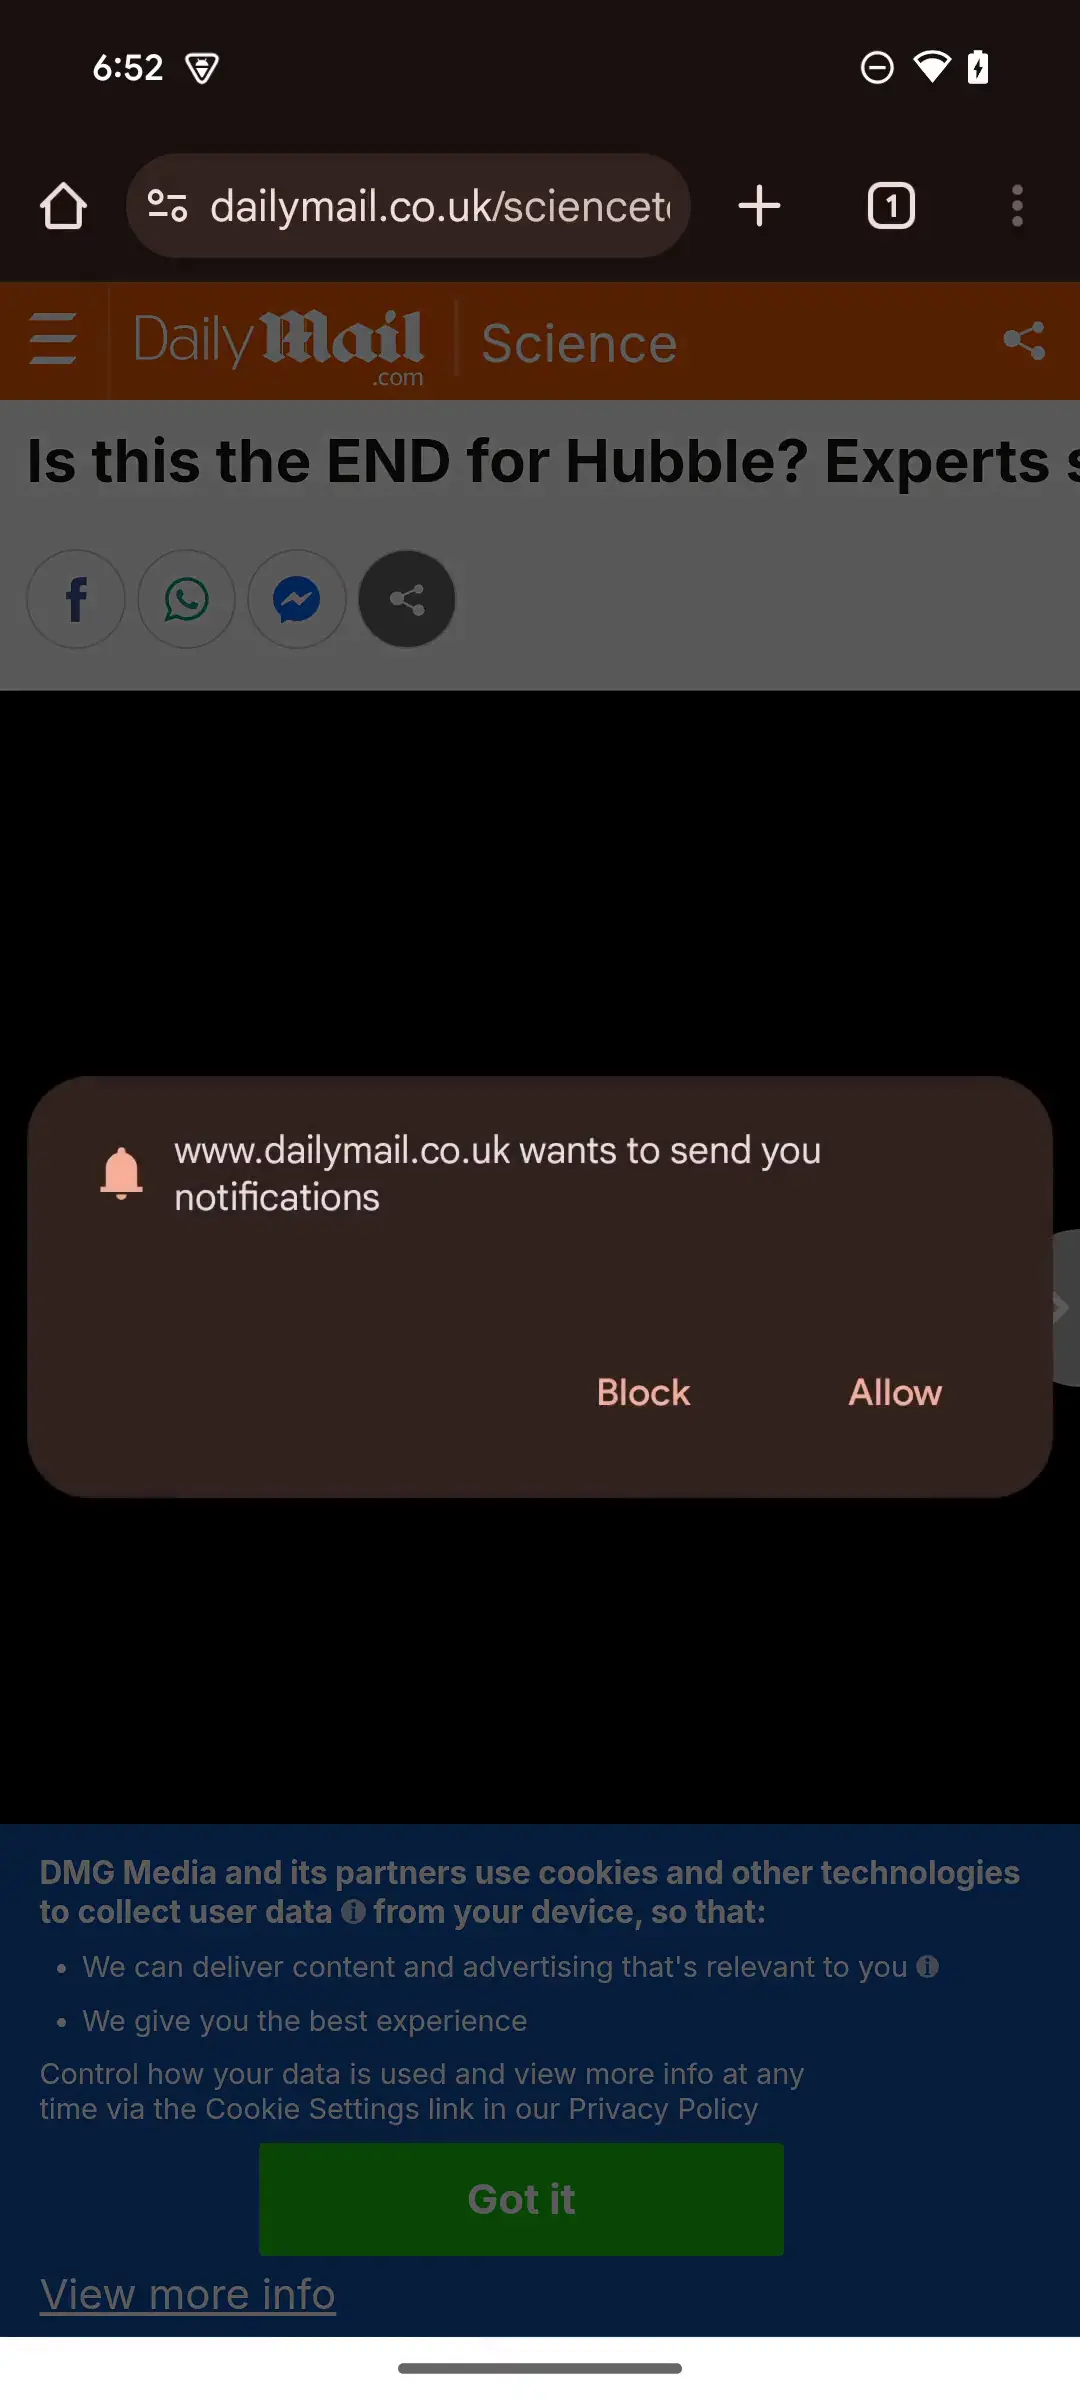 6:52
dailymail.co.uk/sciencet
1
Daily Mail
.com
Science
Is this the END for Hubble? Experts s
www.dailymail.co.uk wants to send you
notifications
Block
Allow
DMG Media and its partners use cookies and other technologies
to collect user data from your device, so that:
• We can deliver content and advertising that's relevant to you
• We give you the best experience
Control how your data is used and view more info at any
time via the Cookie Settings link in our Privacy Policy
Got it
View more info